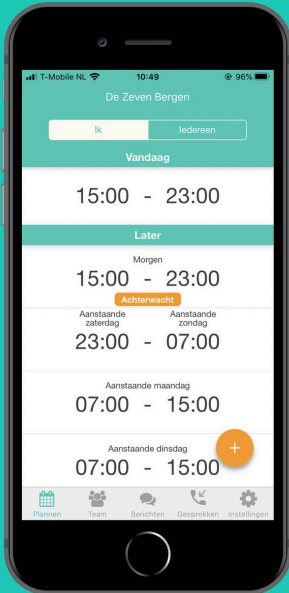 T-Mobile NL 10:49 96%
De Zeven Bergen
Ik Iedereen
Vandaag
15:00 - 23:00
Later
Morgen
15:00 - 23:00
Achterwacht
Aanstaande zaterdag Aanstaande zondag
23:00 - 07:00
Aanstaande maandag
07:00 - 15:00
Aanstaande dinsdag
07:00 - 15:00
+
Plannen Team Berichten Gesprekken Instellingen